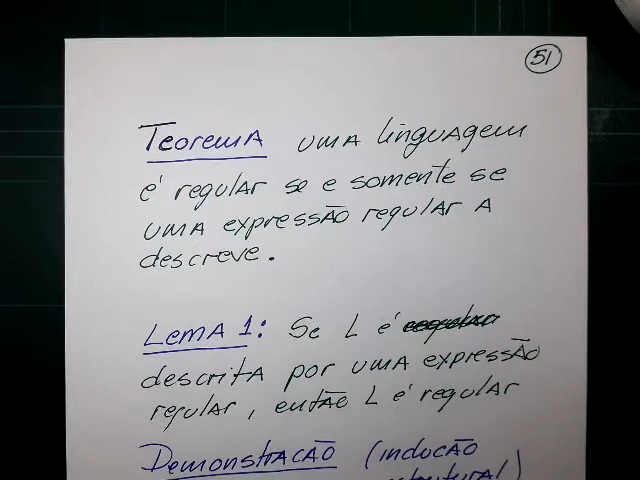 51
Teorema uma linguagem
é regular se e somente se
uma expressão regular a
descreve.
Lema 1: Se L é
descrita por uma expressão
regular, então L é regular
Demonstração (indução
estrutural)